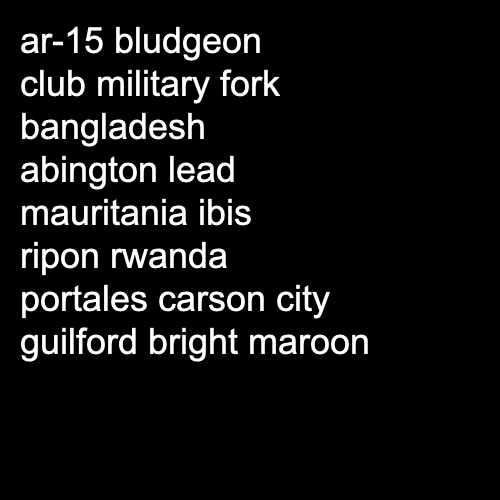 ar-15 bludgeon
club military fork
bangladesh
abington lead
mauritania ibis
ripon rwanda
portales carson city
guilford bright maroon